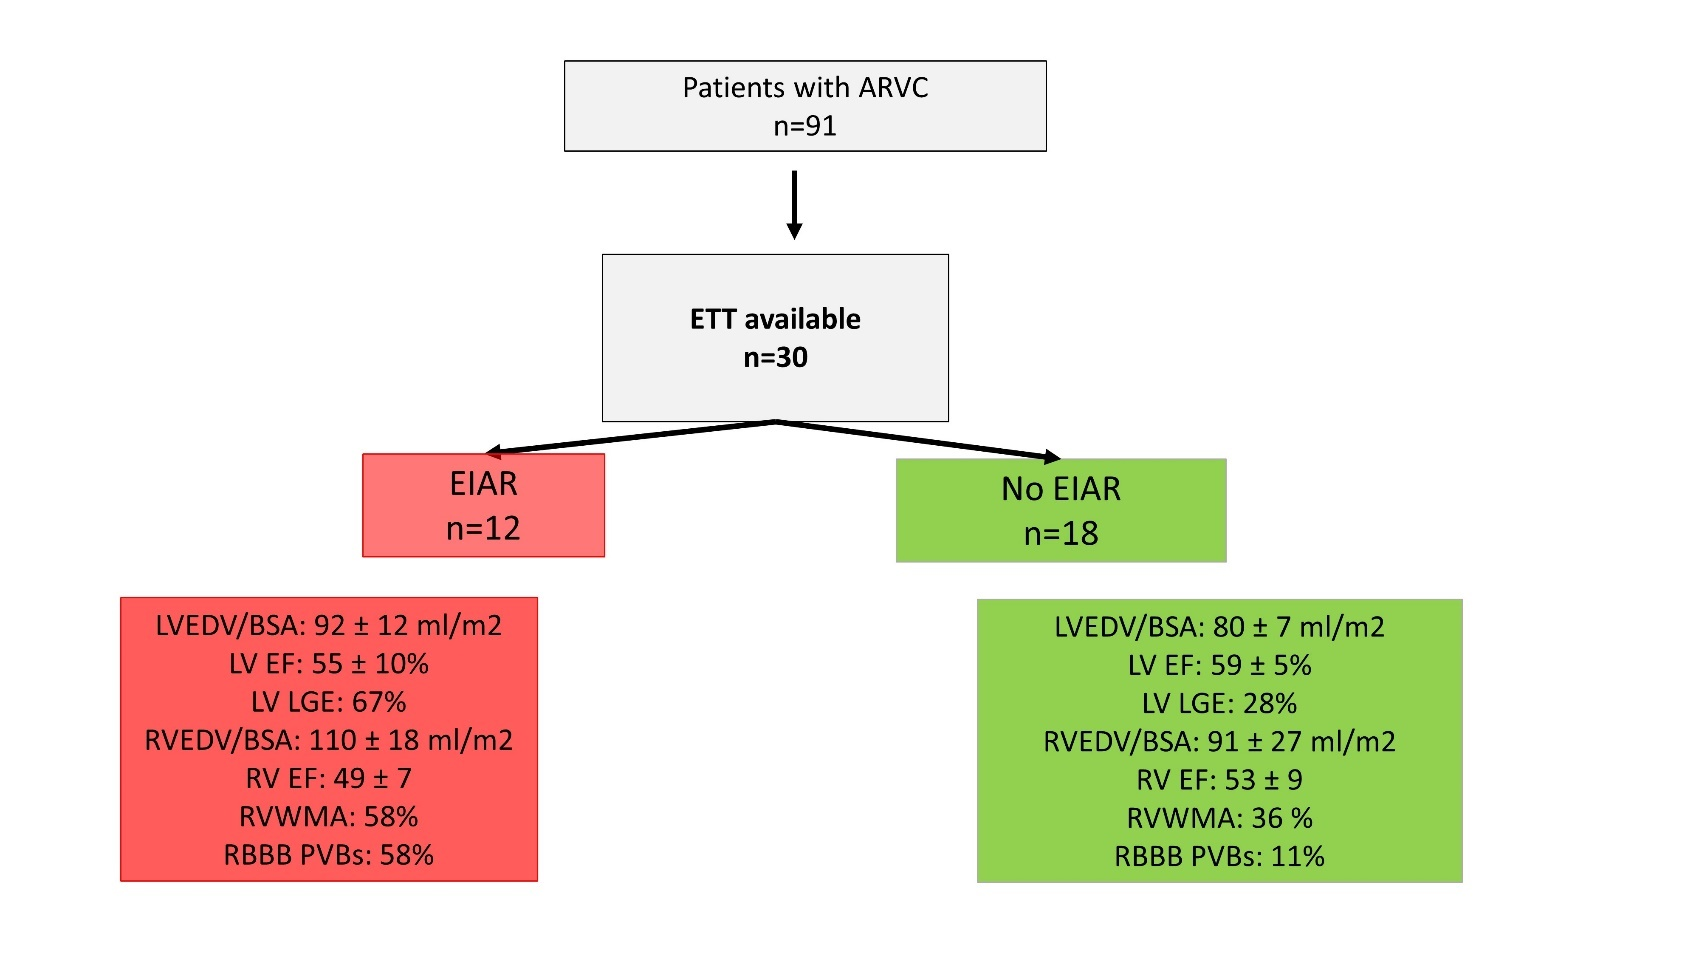 Patients with ARVC
n=91
ETT available
n=30
EIAR
n=12
No EIAR
n=18
LVEDV/BSA: 92 ± 12 ml/m2
LV EF: 55 ± 10%
LV LGE: 67%
RVEDV/BSA: 110 ± 18 ml/m2
RV EF: 49 ± 7
RVWMA: 58%
RBBB PVBs: 58%
LVEDV/BSA: 80 ± 7 ml/m2
LV EF: 59 ± 5%
LV LGE: 28%
RVEDV/BSA: 91 ± 27 ml/m2
RV EF: 53 ± 9
RVWMA: 36 %
RBBB PVBs: 11%